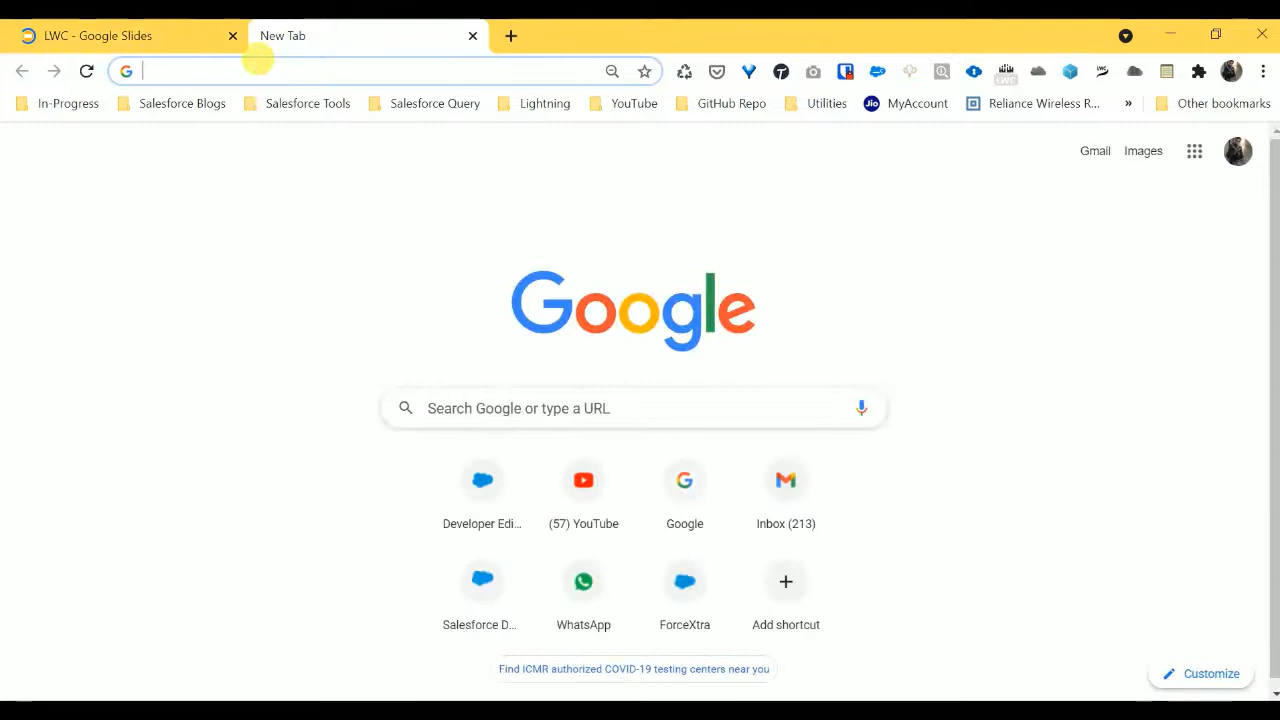 LWC - Google Slides
New Tab
LWC
In-Progress
Salesforce Blogs
Salesforce Tools
Salesforce Query
Lightning
YouTube
GitHub Repo
Utilities
Jio
MyAccount
Reliance Wireless R...
»
Other bookmarks
Gmail
Images
Google
Search Google or type a URL
Developer Edi...
(57) YouTube
Google
Inbox (213)
Salesforce D...
WhatsApp
ForceXtra
Add shortcut
Find ICMR authorized COVID-19 testing centers near you
Customize